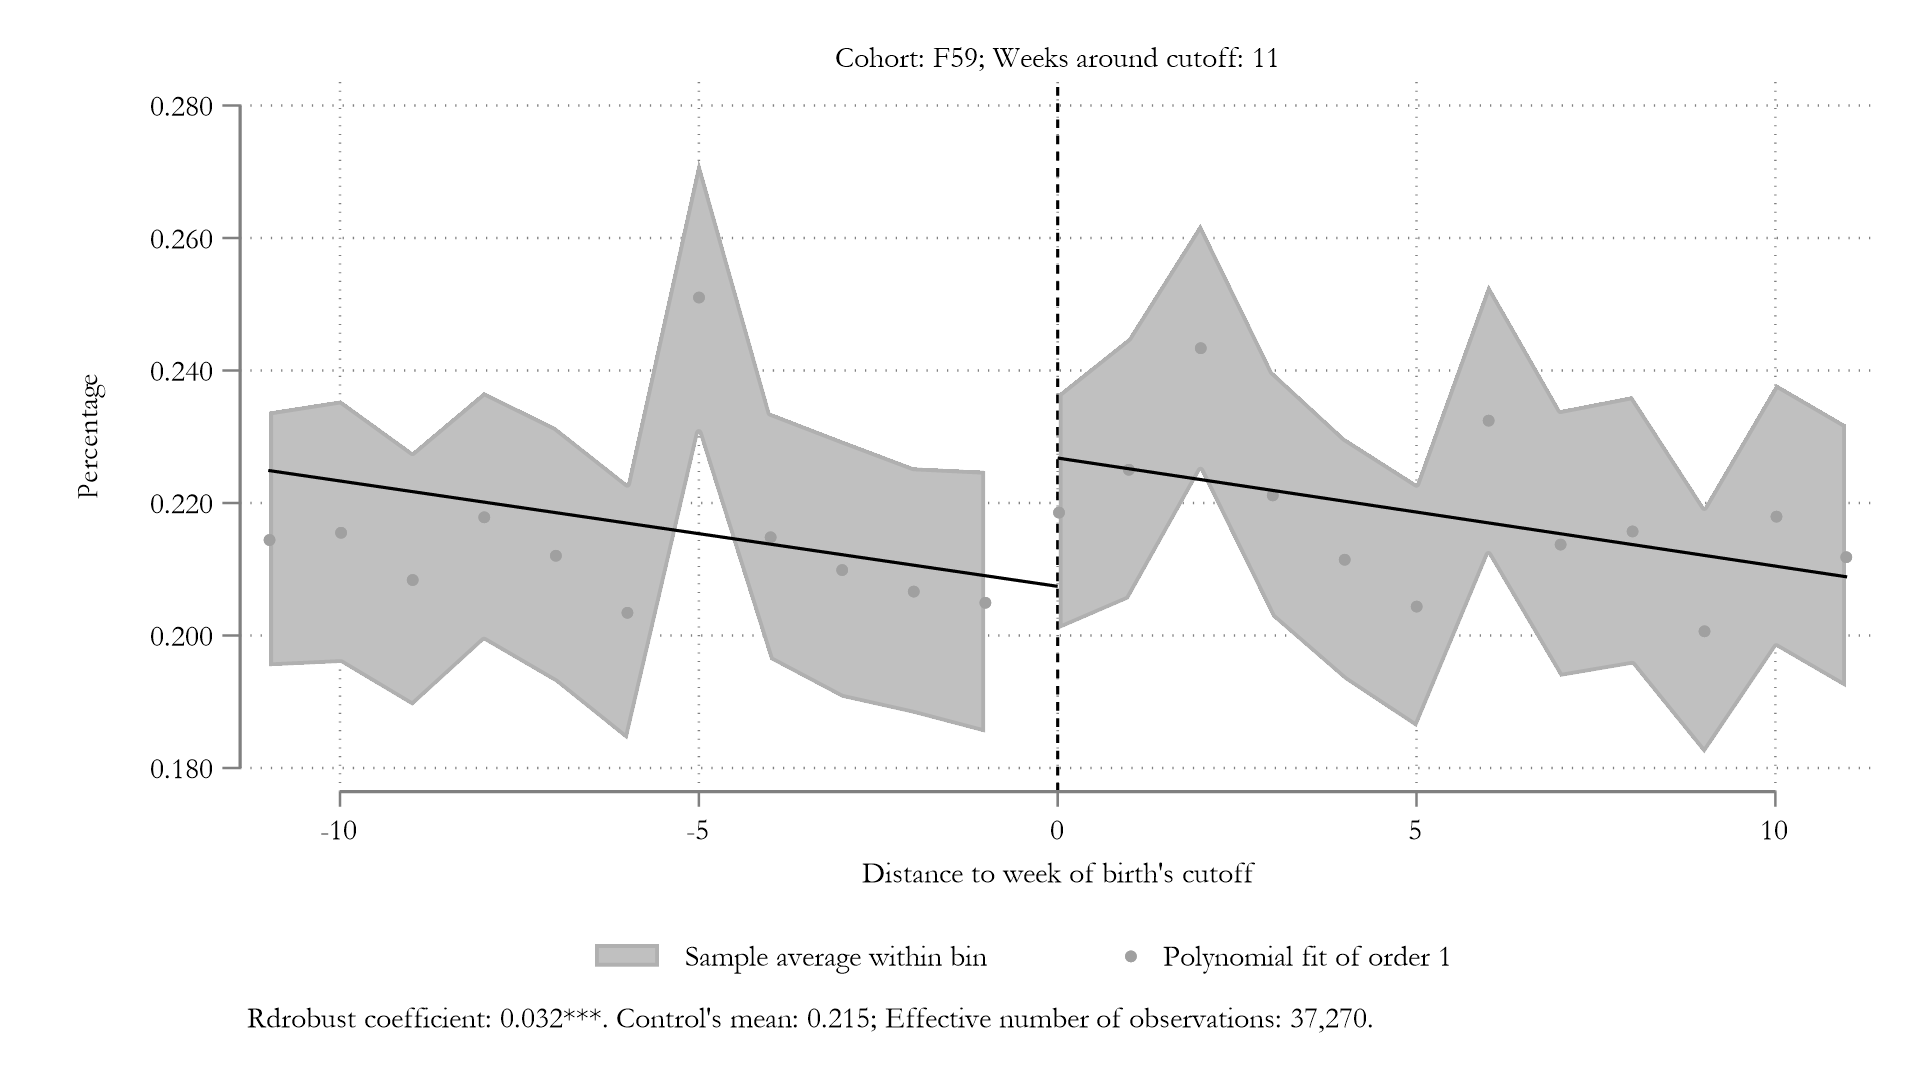 Cohort: F59; Weeks around cutoff: 11
0.280
0.260
0.240
0.220
0.200
0.180
Percentage
-10
-5
0
5
10
Distance to week of birth's cutoff
Sample average within bin
Polynomial fit of order 1
Rdrobust coefficient: 0.032***. Control's mean: 0.215; Effective number of observations: 37,270.